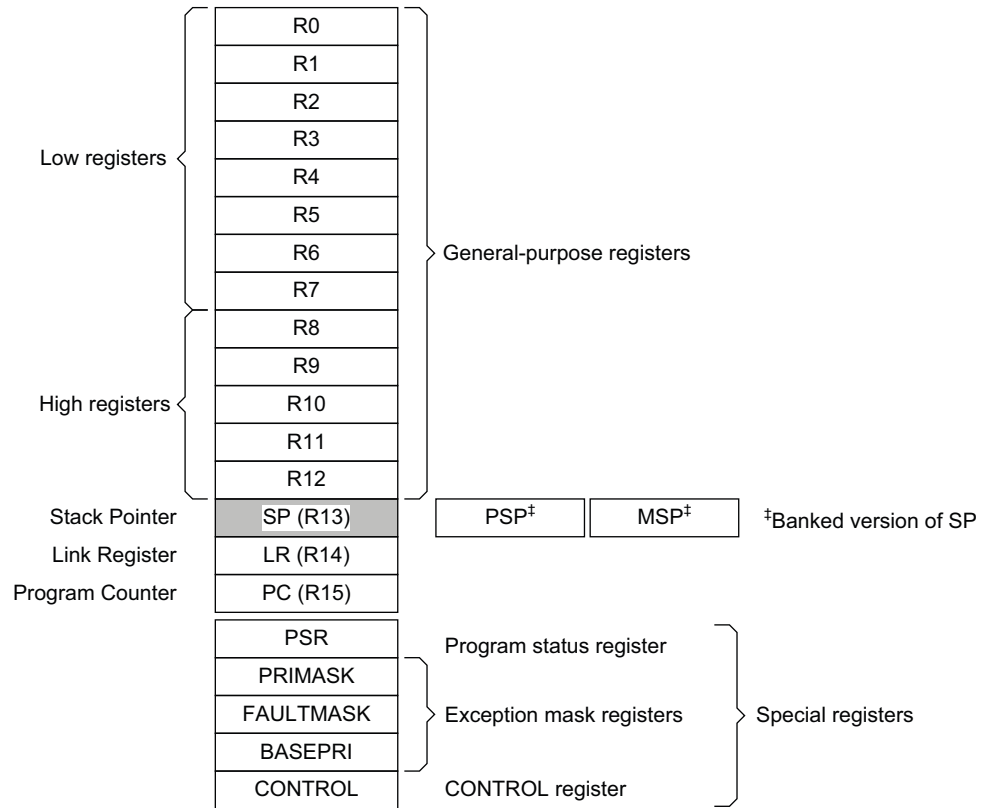 R0
R1
R2
R3
Low registers
R4
R5
R6
General-purpose registers
R7
R8
R9
High registers
R10
R11
R12
Stack Pointer SP (R13) PSP‡ MSP‡ ‡Banked version of SP
Link Register LR (R14)
Program Counter PC (R15)
PSR Program status register
PRIMASK
FAULTMASK Exception mask registers Special registers
BASEPRI
CONTROL CONTROL register